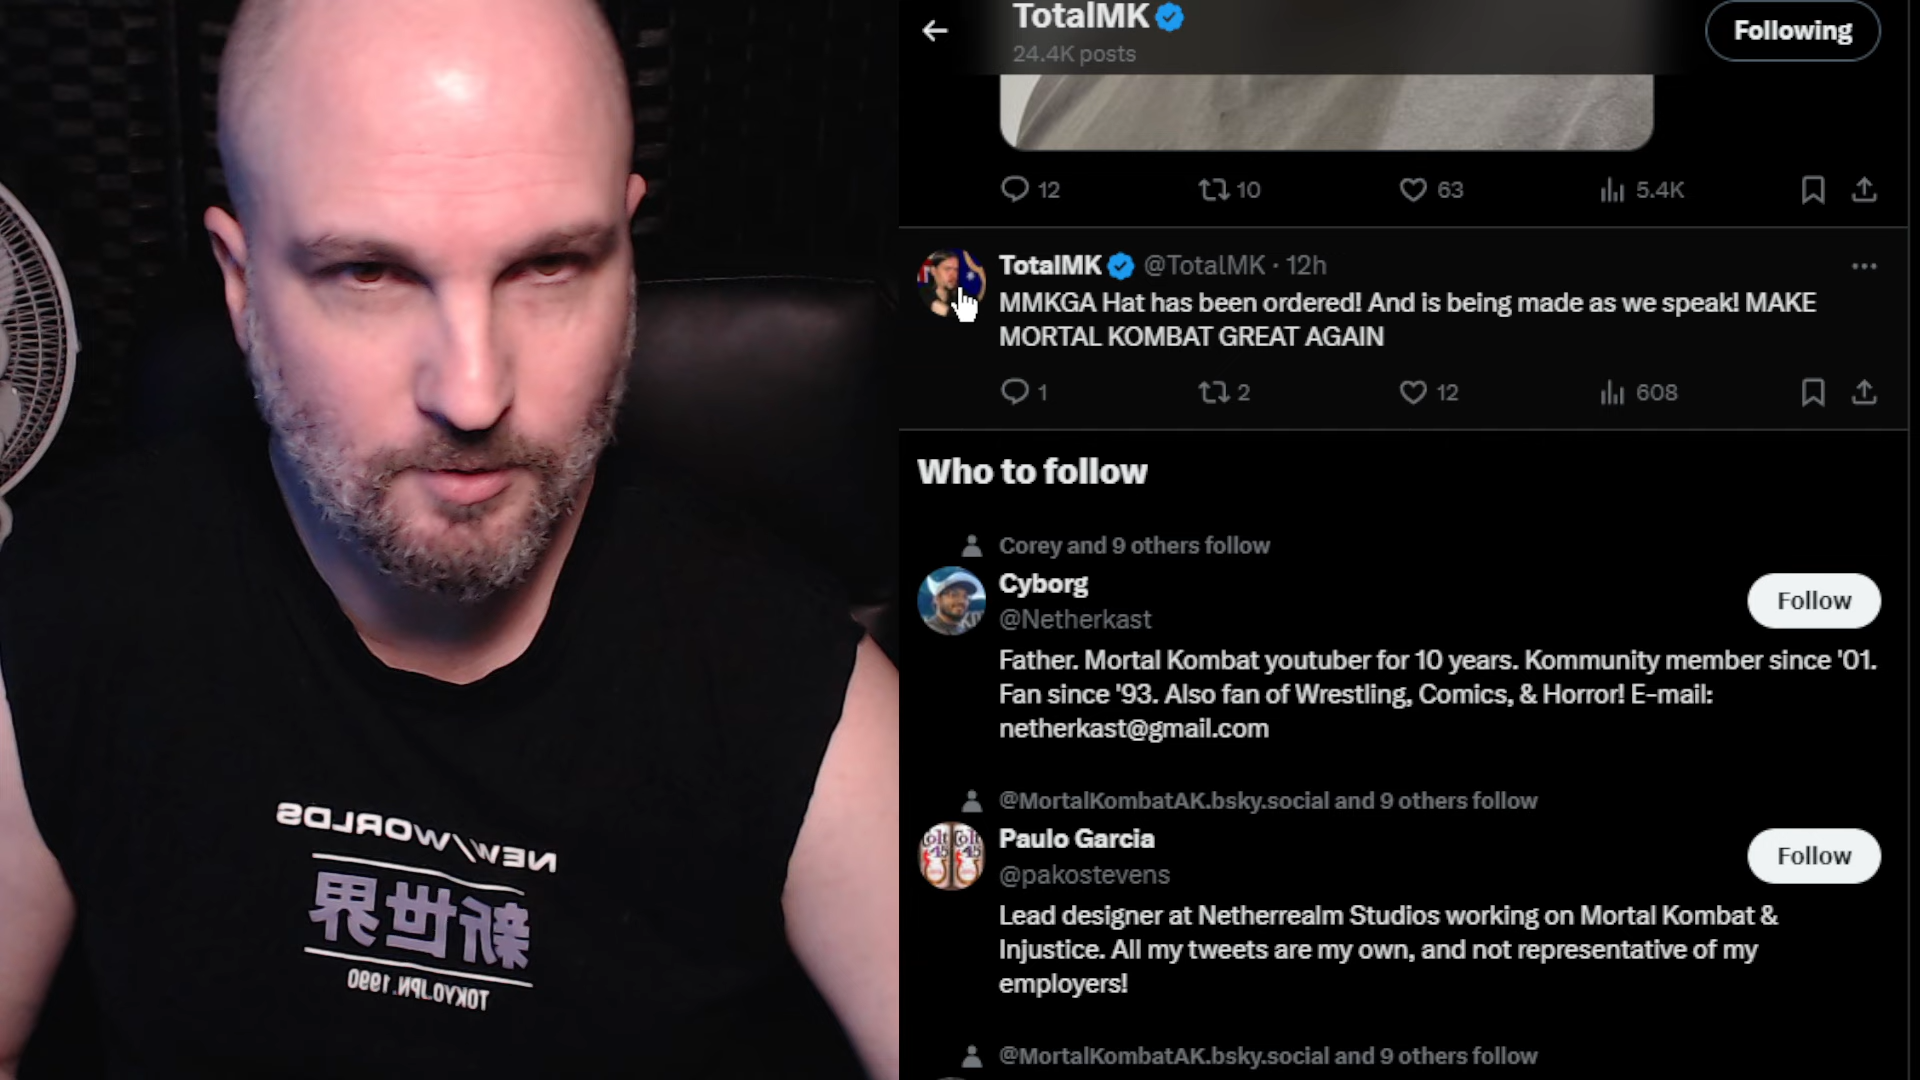 NEW/WORLDS
新世界
TOKYO.JPN.1990
TotalMK
24.4K posts
Following
12
10
63
5.4K
TotalMK @TotalMK · 12h
MMKGA Hat has been ordered! And is being made as we speak! MAKE
MORTAL KOMBAT GREAT AGAIN
1
2
12
608
Who to follow
Corey and 9 others follow
Cyborg
@Netherkast
Follow
Father. Mortal Kombat youtuber for 10 years. Kommunity member since '01.
Fan since '93. Also fan of Wrestling, Comics, & Horror! E-mail:
netherkast@gmail.com
@MortalKombatAK.bsky.social and 9 others follow
Paulo Garcia
@pakostevens
Follow
Lead designer at Netherrealm Studios working on Mortal Kombat &
Injustice. All my tweets are my own, and not representative of my
employers!
@MortalKombatAK.bsky.social and 9 others follow